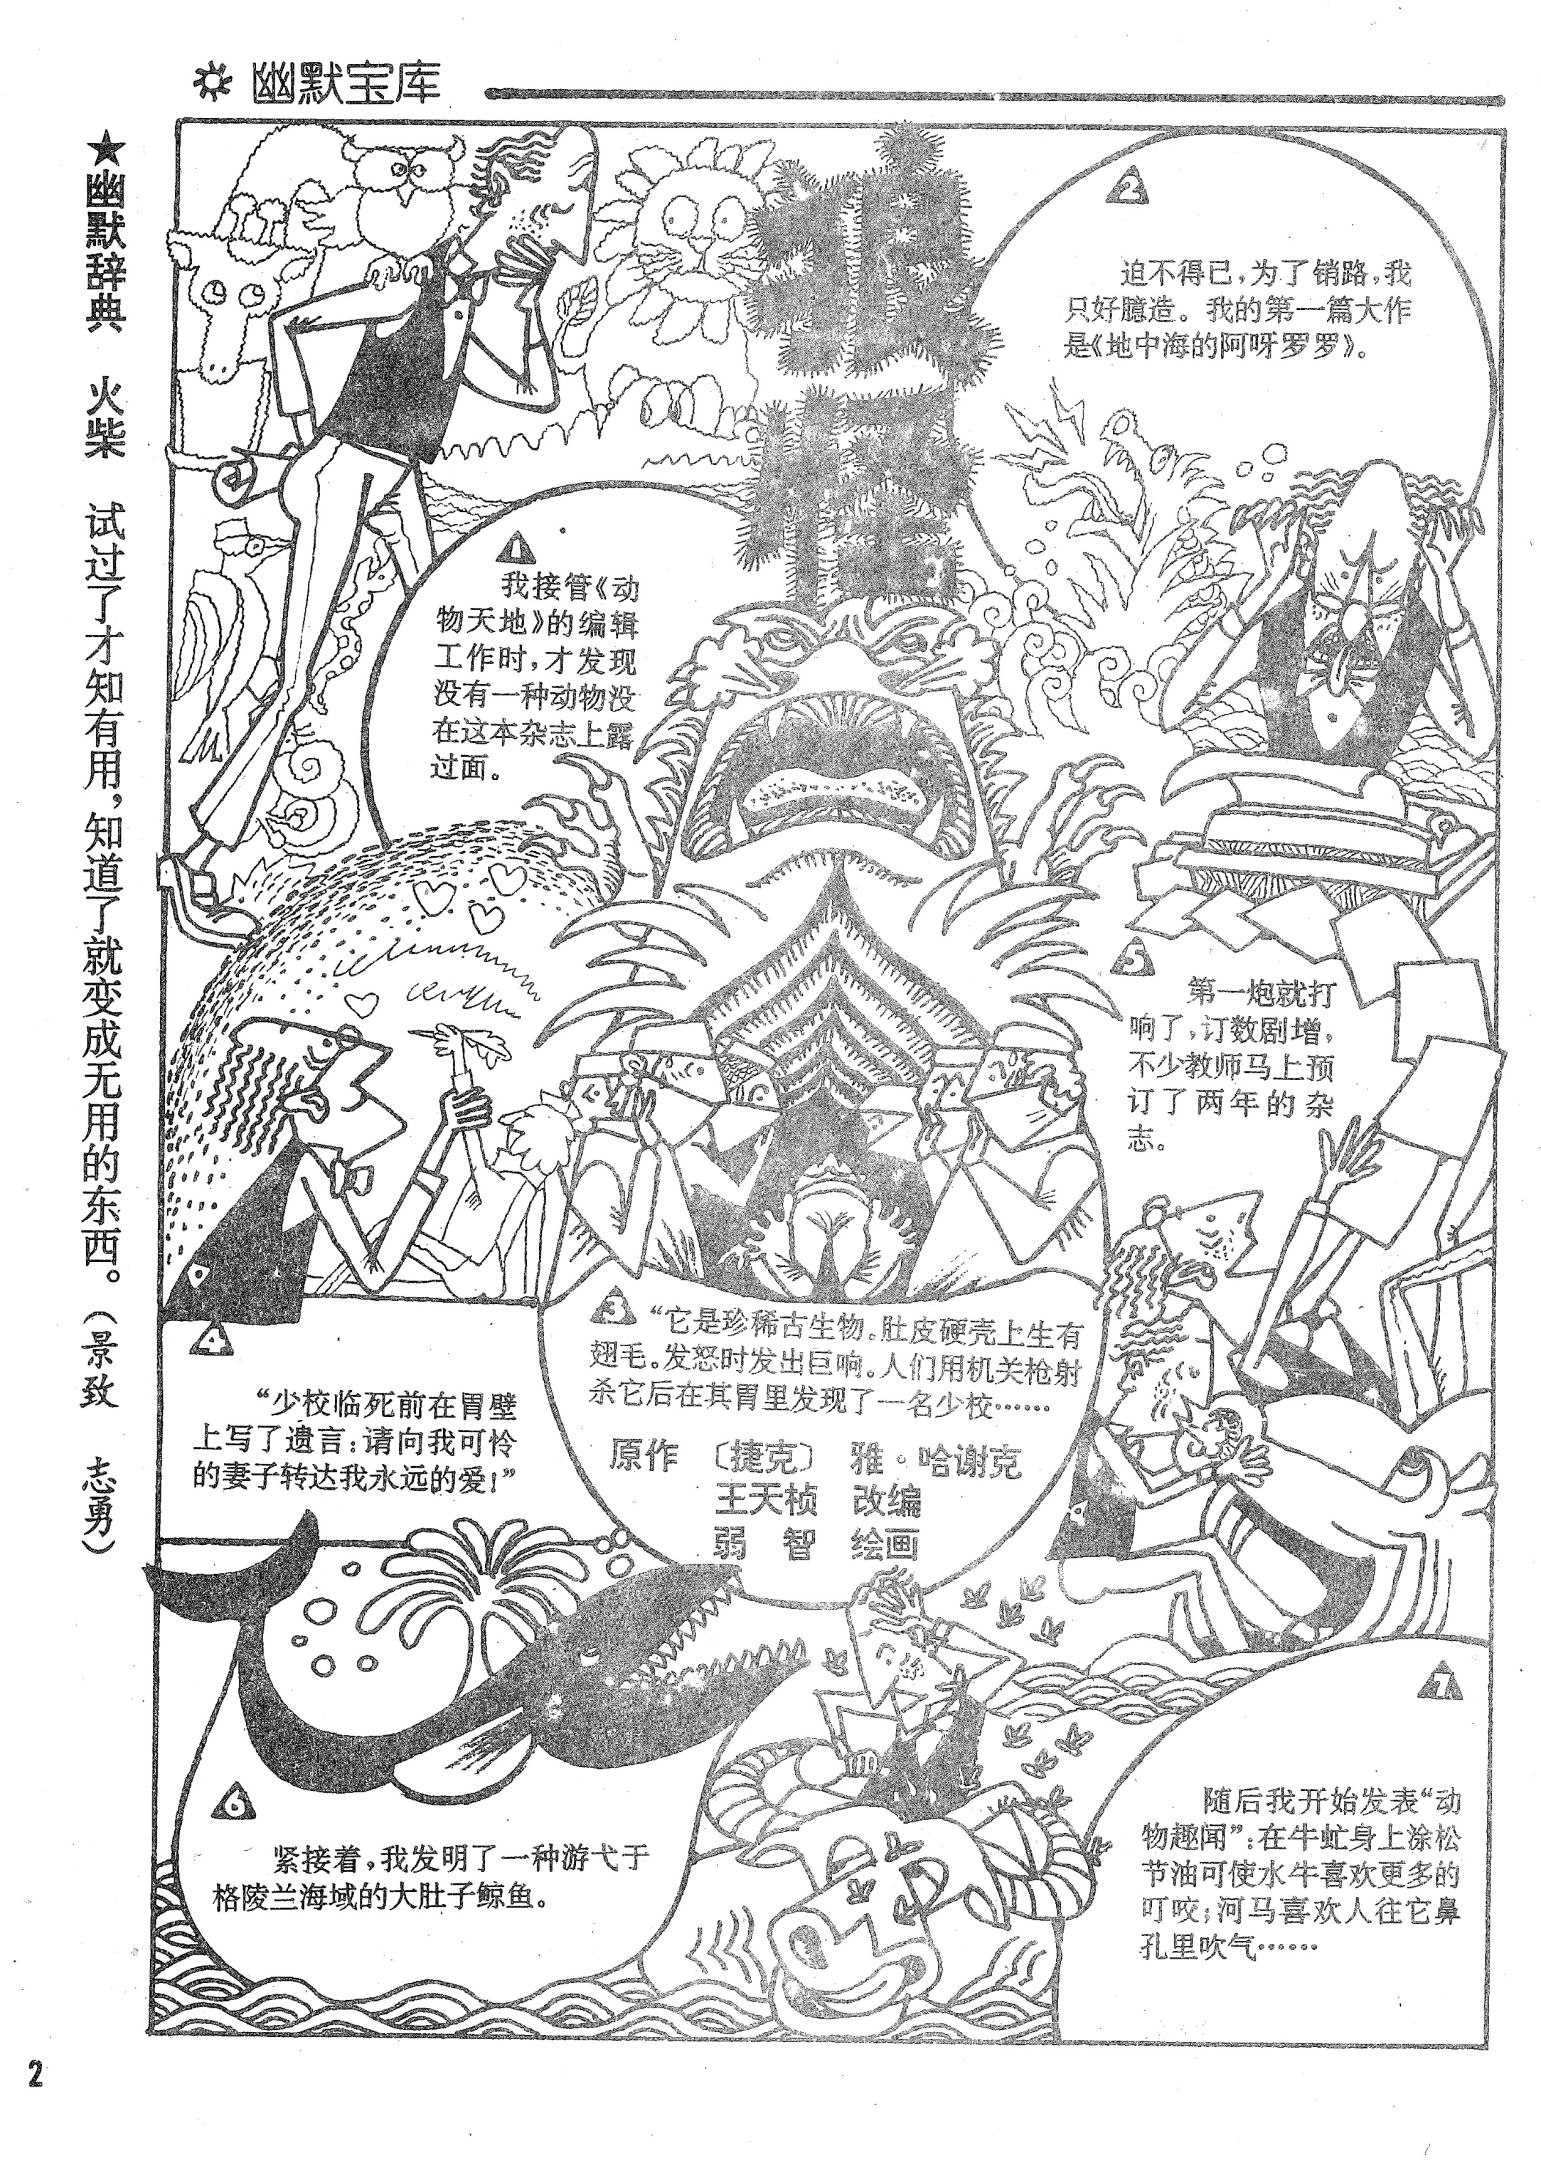 幽默宝库
★幽默辞典 火柴 试过了才知有用，知道了就变成无用的东西。（景致 志勇）
1
我接管《动
物天地》的编辑
工作时，才发现
没有一种动物没
在这本杂志上露
过面。
2
迫不得已，为了销路，我
只好臆造。我的第一篇大作
是《地中海的阿呀罗罗》。
3
“它是珍稀古生物。肚皮硬壳上生有
翅毛。发怒时发出巨响。人们用机关枪射
杀它后在其胃里发现了一名少校……
原作 〔捷克〕 雅·哈谢克
王天桢 改编
弱 智 绘画
4
“少校临死前在胃壁
上写了遗言：请向我可怜
的妻子转达我永远的爱！”
5
第一炮就打
响了，订数剧增，
不少教师马上预
订了两年的杂
志。
6
紧接着，我发明了一种游弋于
格陵兰海域的大肚子鲸鱼。
7
随后我开始发表“动
物趣闻”：在牛虻身上涂松
节油可使水牛喜欢更多的
叮咬；河马喜欢人往它鼻
孔里吹气……
2